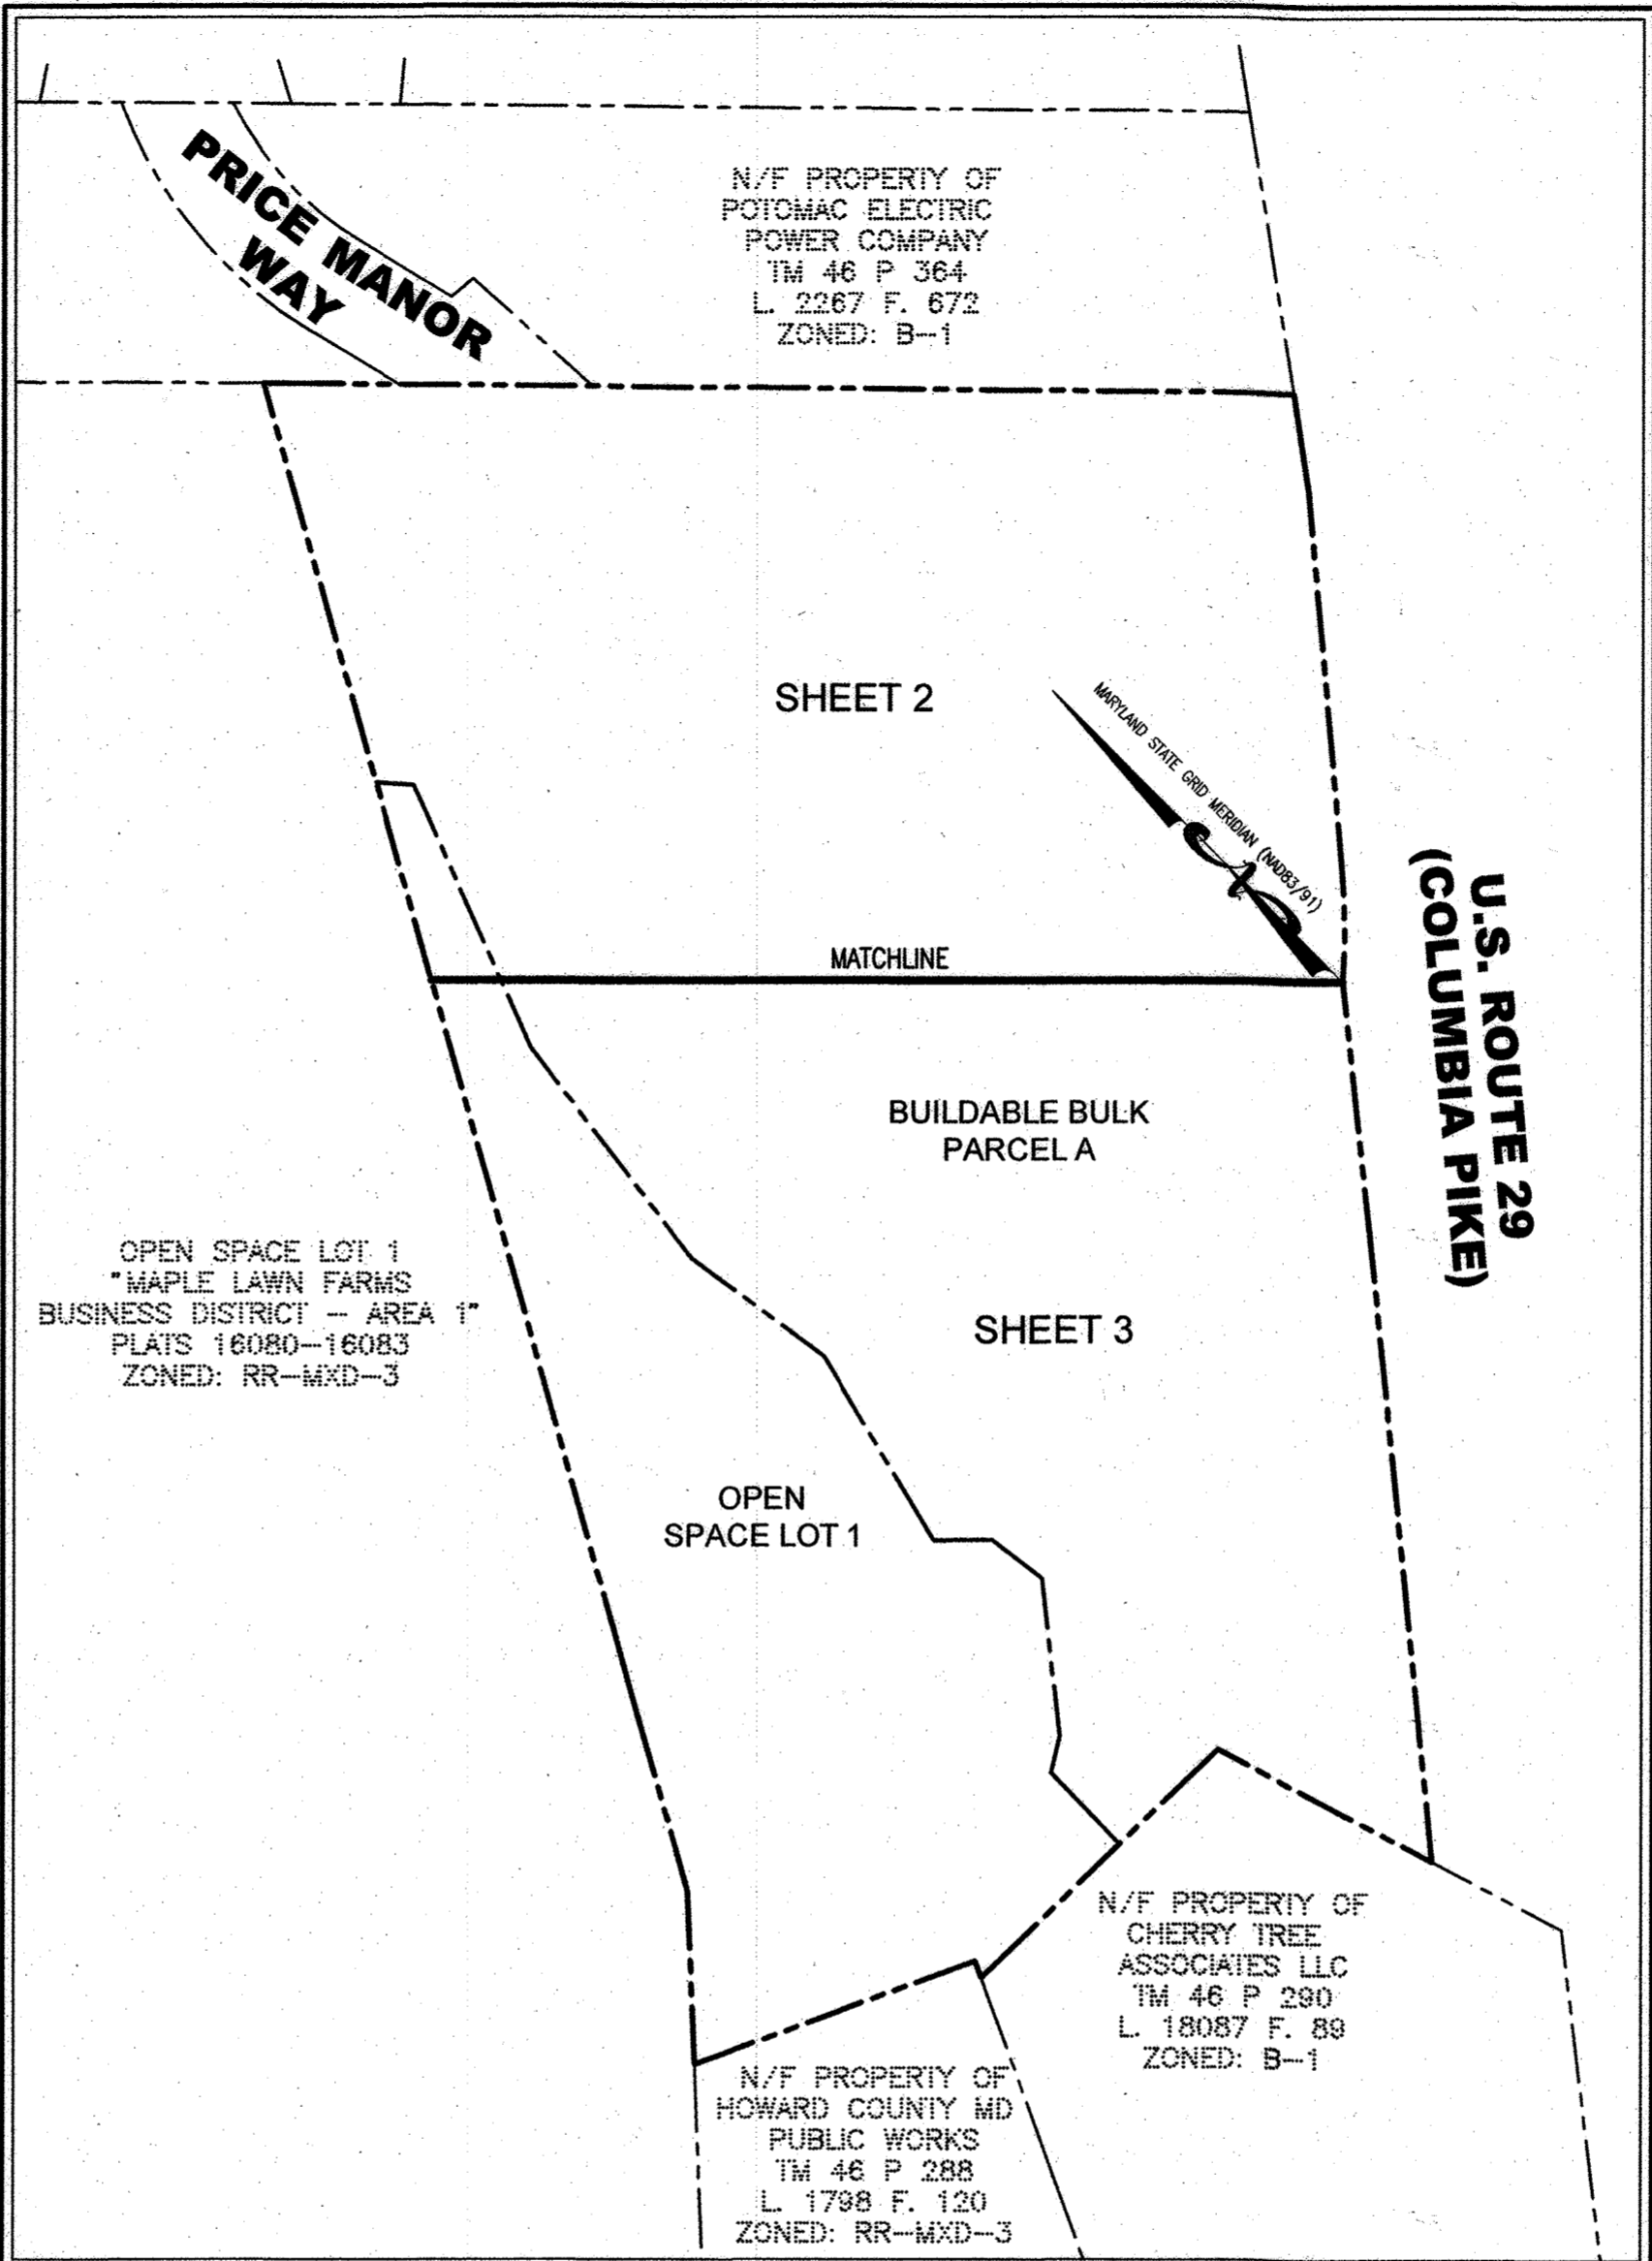 PRICE MANOR
WAY
N/F PROPERTY OF
POTOMAC ELECTRIC
POWER COMPANY
TM 46 P 364
L. 2267 F. 672
ZONED: B-1
SHEET 2
MARYLAND STATE GRID MERIDIAN (NAD83/91)
MATCHLINE
U.S. ROUTE 29
(COLUMBIA PIKE)
BUILDABLE BULK
PARCEL A
OPEN SPACE LOT 1
"MAPLE LAWN FARMS
BUSINESS DISTRICT - AREA 1"
PLATS 16080-16083
ZONED: RR-MXD-3
SHEET 3
OPEN
SPACE LOT 1
N/F PROPERTY OF
CHERRY TREE
ASSOCIATES LLC
TM 46 P 290
L. 18087 F. 89
ZONED: B-1
N/F PROPERTY OF
HOWARD COUNTY MD
PUBLIC WORKS
TM 46 P 288
L. 1798 F. 120
ZONED: RR-MXD-3